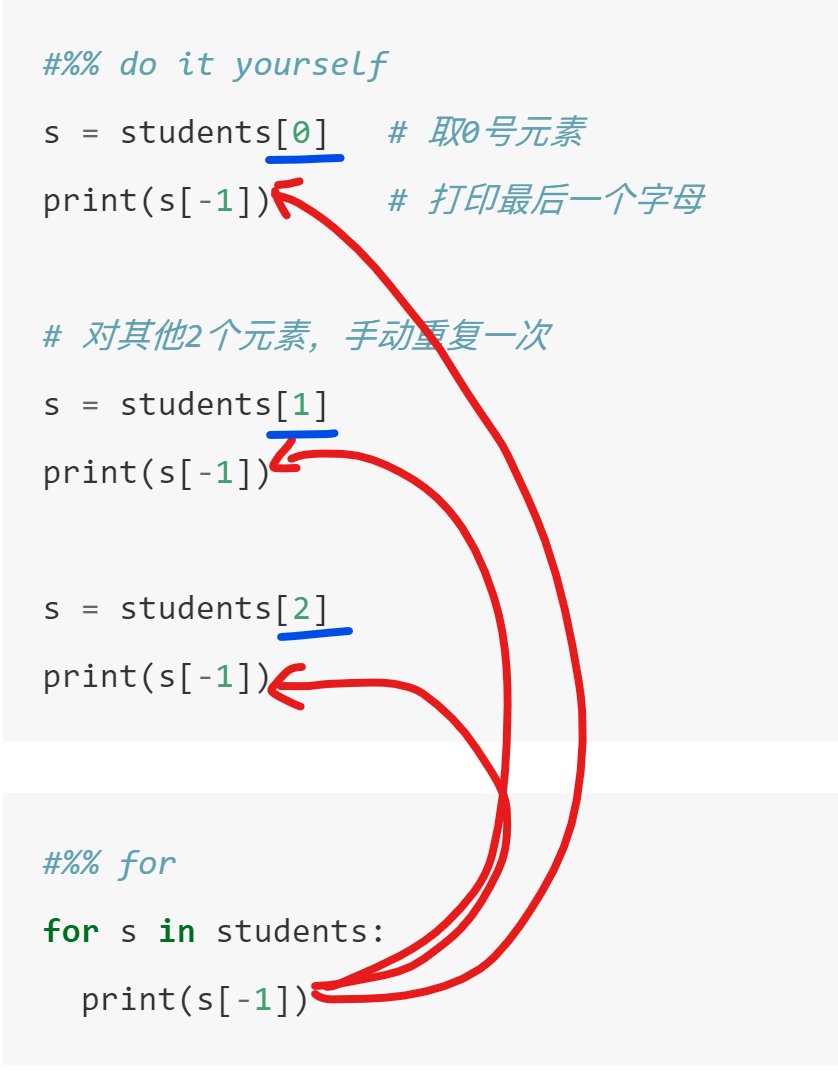 #%% do it yourself
s = students[0]   # 取0号元素
print(s[-1])      # 打印最后一个字母
# 对其他2个元素, 手动重复一次
s = students[1]
print(s[-1])
s = students[2]
print(s[-1])
#%% for
for s in students:
  print(s[-1])